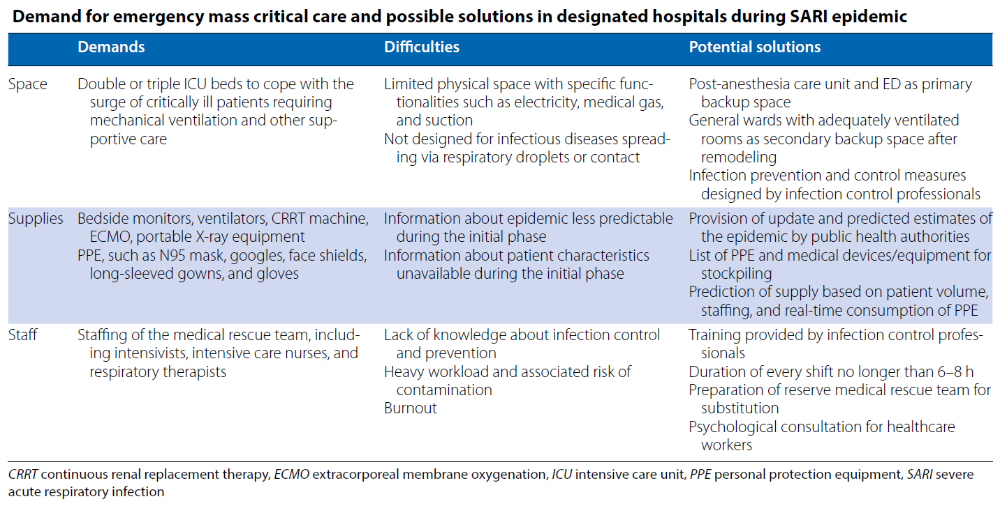 Demand for emergency mass critical care and possible solutions in designated hospitals during SARI epidemic
Demands
Difficulties
Potential solutions
Space
Double or triple ICU beds to cope with the
surge of critically ill patients requiring
mechanical ventilation and other sup-
portive care
Limited physical space with specific func-
tionalities such as electricity, medical gas,
and suction
Not designed for infectious diseases spread-
ing via respiratory droplets or contact
Post-anesthesia care unit and ED as primary
backup space
General wards with adequately ventilated
rooms as secondary backup space after
remodeling
Infection prevention and control measures
designed by infection control professionals
Supplies
Bedside monitors, ventilators, CRRT machine,
ECMO, portable X-ray equipment
PPE, such as N95 mask, googles, face shields,
long-sleeved gowns, and gloves
Information about epidemic less predictable
during the initial phase
Information about patient characteristics
unavailable during the initial phase
Provision of update and predicted estimates of
the epidemic by public health authorities
List of PPE and medical devices/equipment for
stockpiling
Prediction of supply based on patient volume,
staffing, and real-time consumption of PPE
Staff
Staffing of the medical rescue team, includ-
ing intensivists, intensive care nurses, and
respiratory therapists
Lack of knowledge about infection control
and prevention
Heavy workload and associated risk of
contamination
Burnout
Training provided by infection control profes-
sionals
Duration of every shift no longer than 6–8 h
Preparation of reserve medical rescue team for
substitution
Psychological consultation for healthcare
workers
CRRT continuous renal replacement therapy, ECMO extracorporeal membrane oxygenation, ICU intensive care unit, PPE personal protection equipment, SARI severe
acute respiratory infection